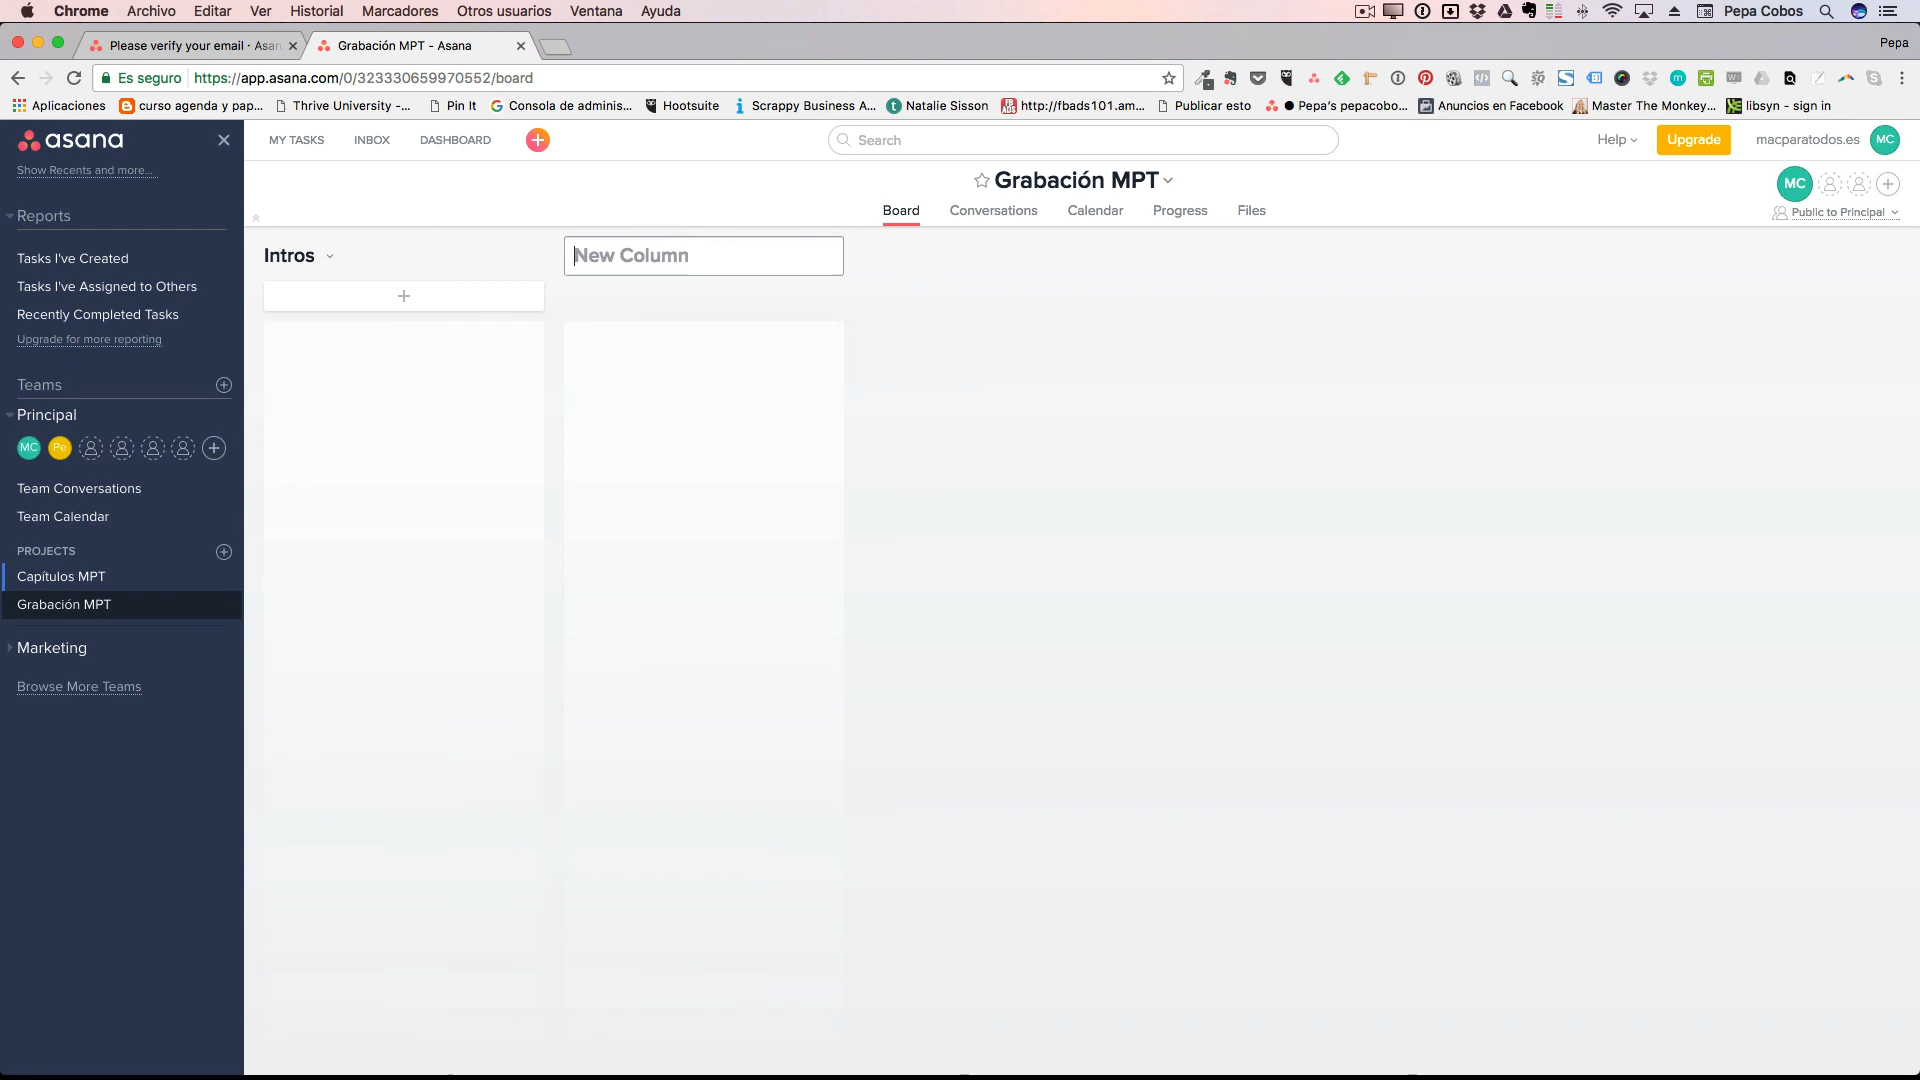 Chrome Archivo Editar Ver Historial Marcadores Otros usuarios Ventana Ayuda Pepa Cobos
Please verify your email · Asan Grabación MPT - Asana Pepa
Es seguro https://app.asana.com/0/323330659970552/board
Aplicaciones curso agenda y pap... Thrive University -... Pin It Consola de adminis... Hootsuite Scrappy Business A... Natalie Sisson http://fbads101.am... Publicar esto Pepa's pepacobo... Anuncios en Facebook Master The Monkey... libsyn - sign in
asana MY TASKS INBOX DASHBOARD Search Help Upgrade macparatodos.es MC
Show Recents and more...
Grabación MPT MC
Board Conversations Calendar Progress Files Public to Principal
Reports
Intros New Column
Tasks I've Created
Tasks I've Assigned to Others
Recently Completed Tasks
Upgrade for more reporting
Teams
Principal
MC Pe
Team Conversations
Team Calendar
PROJECTS
Capítulos MPT
Grabación MPT
Marketing
Browse More Teams